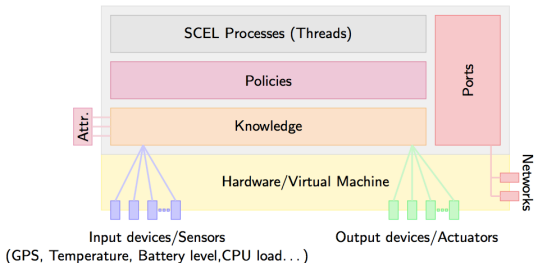 SCEL Processes (Threads)
Policies
Ports
Attr.
Knowledge
Hardware/Virtual Machine
Networks
Input devices/Sensors
(GPS, Temperature, Battery level,CPU load...)
Output devices/Actuators